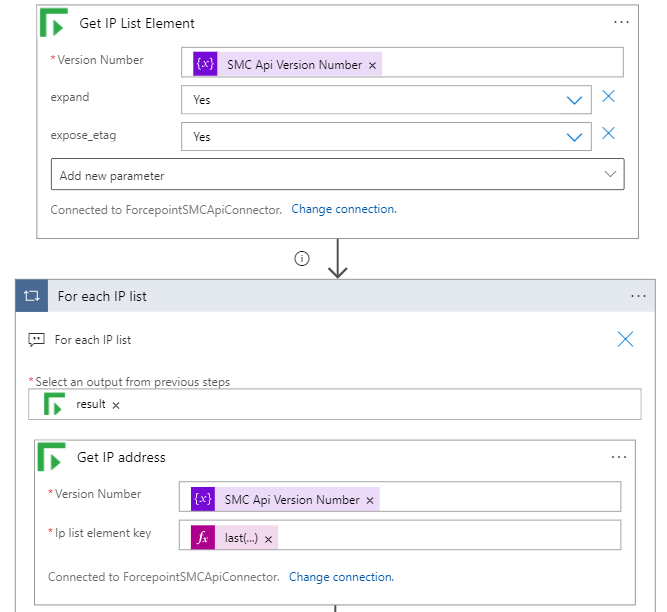 Get IP List Element
...
* Version Number
{x} SMC Api Version Number ×
expand
Yes
expose_etag
Yes
Add new parameter
Connected to ForcepointSMCApiConnector. Change connection.
For each IP list
...
For each IP list
* Select an output from previous steps
result ×
Get IP address
...
* Version Number
{x} SMC Api Version Number ×
* Ip list element key
fx last(...) ×
Connected to ForcepointSMCApiConnector. Change connection.